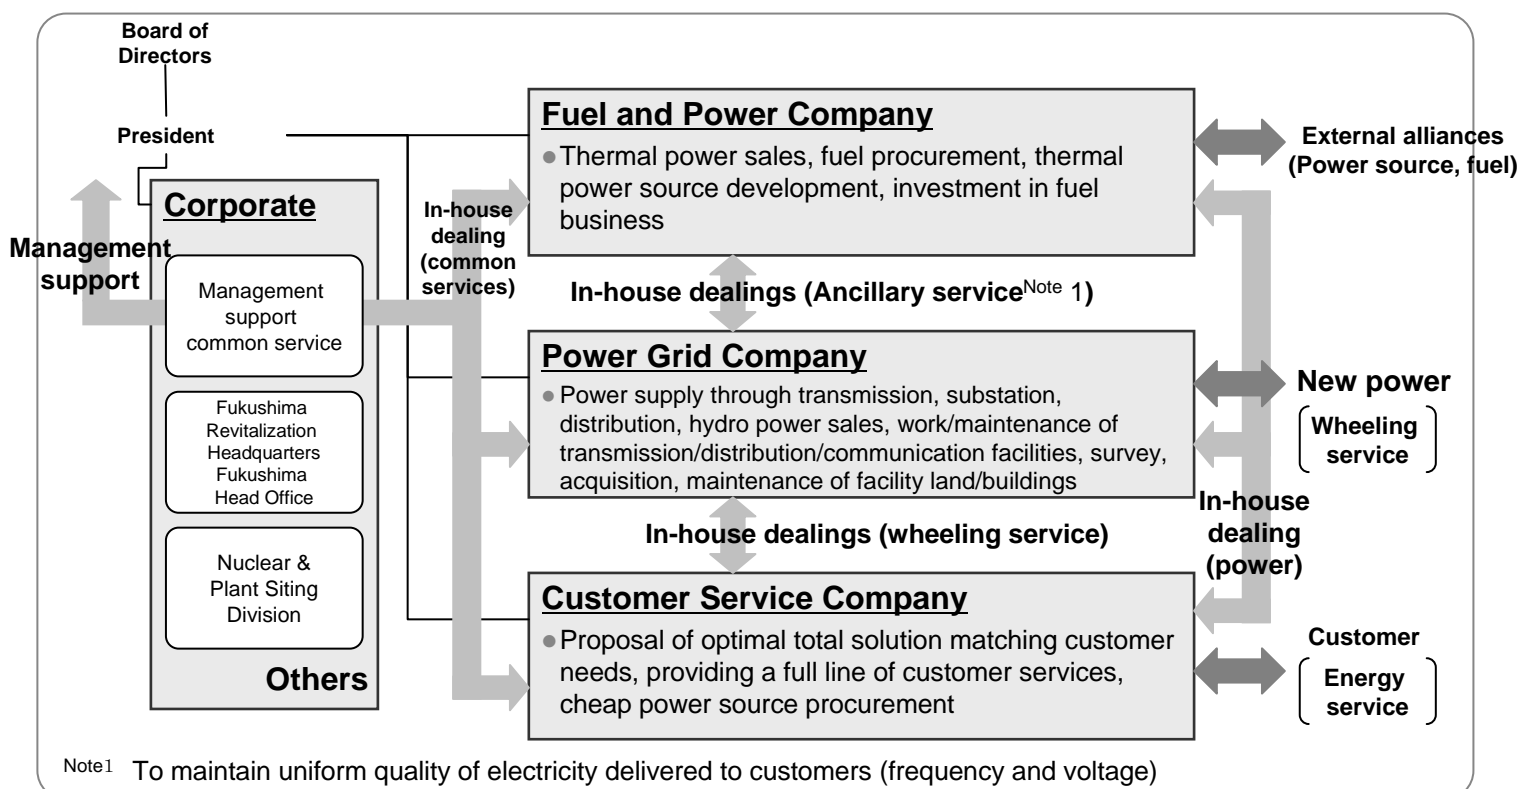 Board of
Directors
President
Management
support
Corporate
Management
support
common service
Fukushima
Revitalization
Headquarters
Fukushima
Head Office
Nuclear &
Plant Siting
Division
Others
In-house
dealing
(common
services)
Fuel and Power Company
●Thermal power sales, fuel procurement, thermal
power source development, investment in fuel
business
In-house dealings (Ancillary serviceNote 1)
Power Grid Company
● Power supply through transmission, substation,
distribution, hydro power sales, work/maintenance of
transmission/distribution/communication facilities, survey,
acquisition, maintenance of facility land/buildings
In-house dealings (wheeling service)
Customer Service Company
●Proposal of optimal total solution matching customer
needs, providing a full line of customer services,
cheap power source procurement
External alliances
(Power source, fuel)
New power
Wheeling
service
In-house
dealing
(power)
Customer
Energy
service
Note1 To maintain uniform quality of electricity delivered to customers (frequency and voltage)